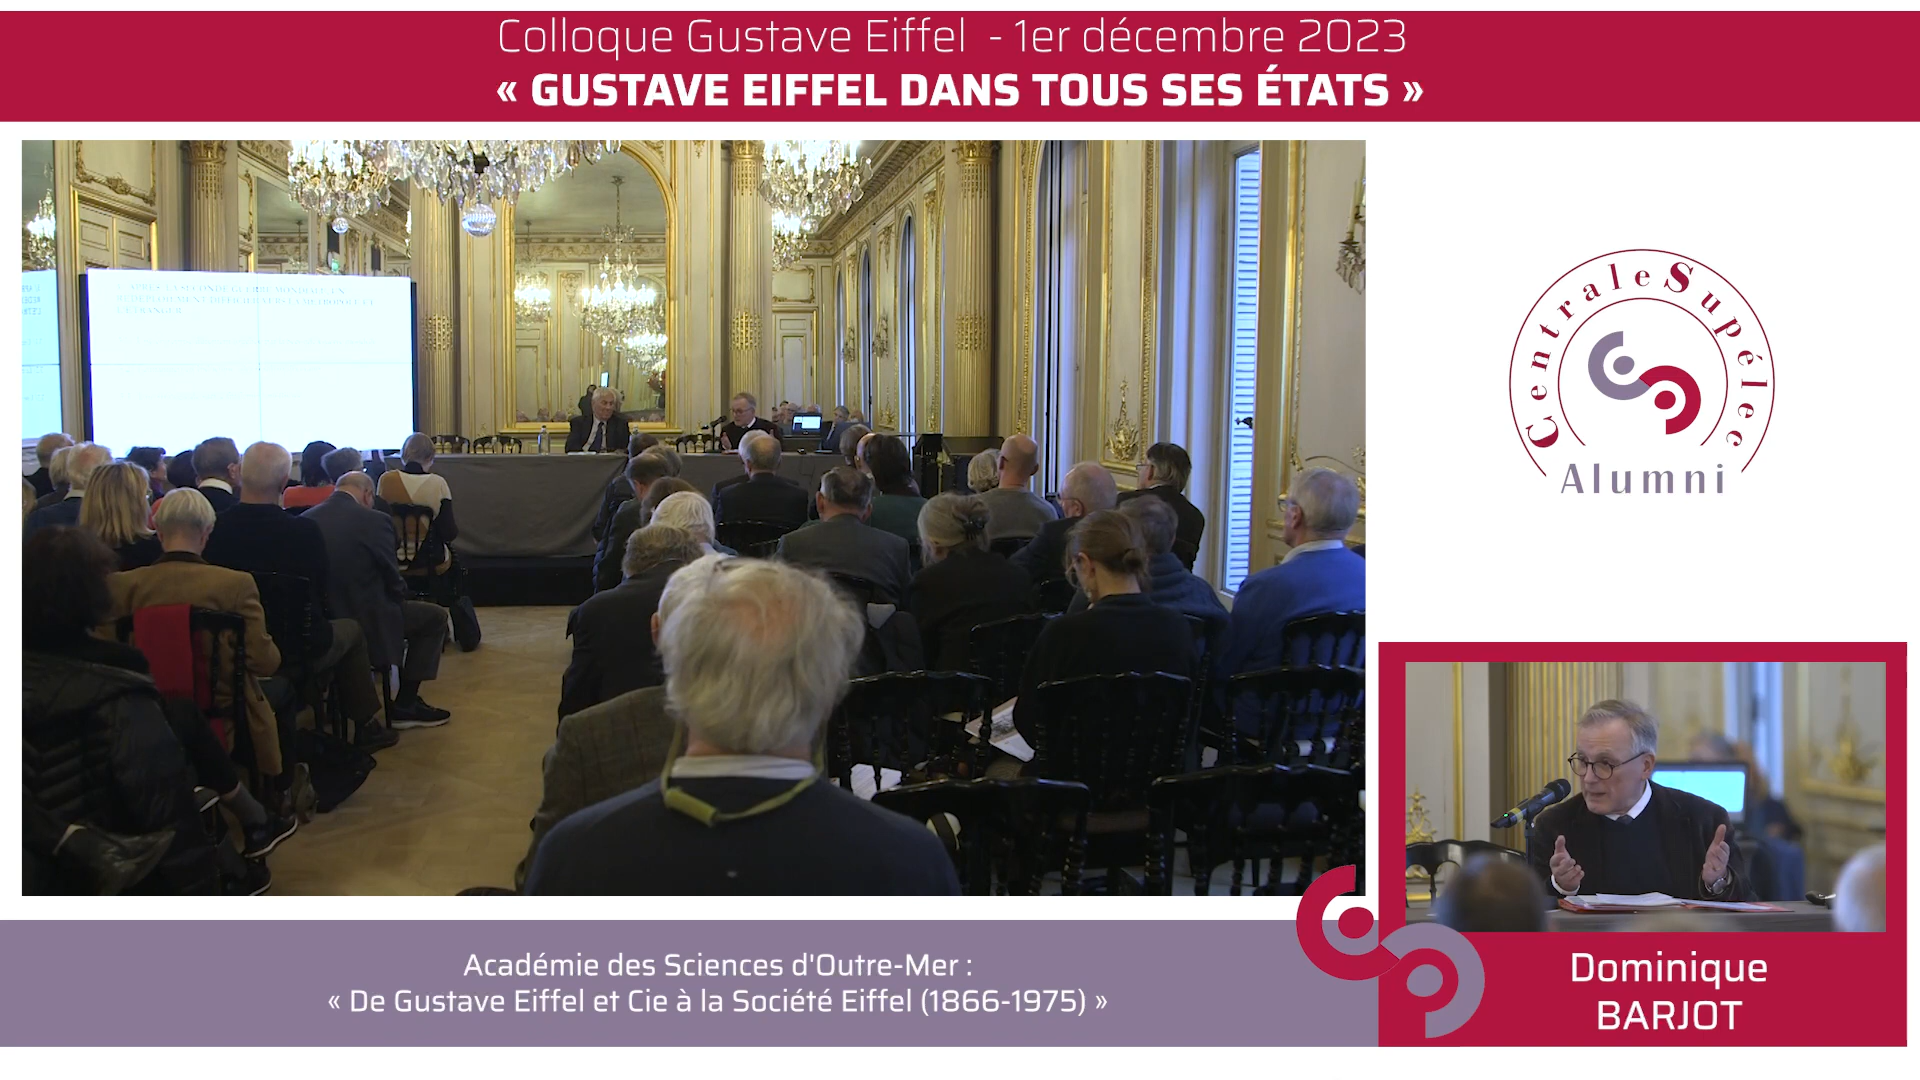 Colloque Gustave Eiffel - 1er décembre 2023
« GUSTAVE EIFFEL DANS TOUS SES ÉTATS »
CentraleSupélec
Alumni
Académie des Sciences d'Outre-Mer :
« De Gustave Eiffel et Cie à la Société Eiffel (1866-1975) »
Dominique
BARJOT